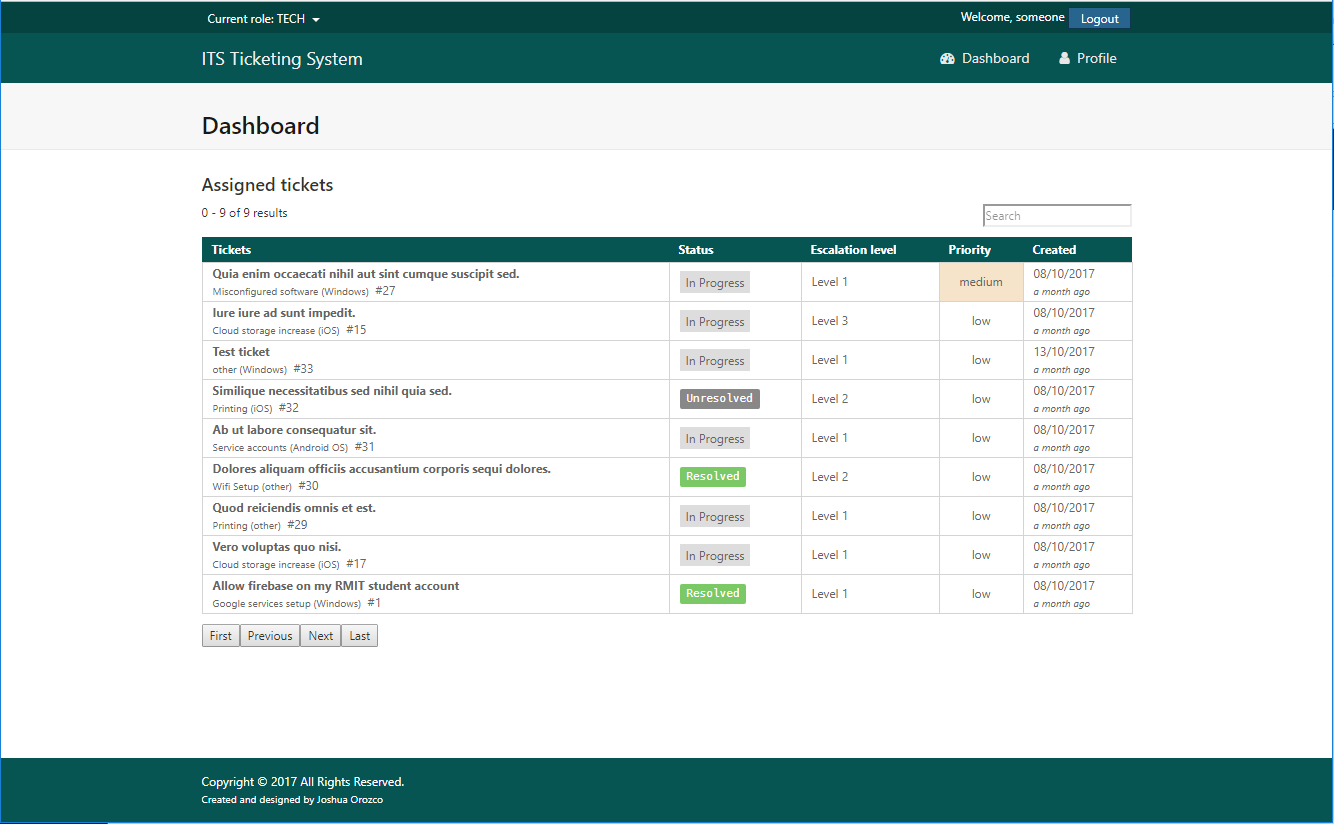 Current role: TECH
Welcome, someone Logout
ITS Ticketing System
Dashboard Profile
Dashboard
Assigned tickets
0 - 9 of 9 results
Search
Tickets Status Escalation level Priority Created
Quia enim occaecati nihil aut sint cumque suscipit sed.
Misconfigured software (Windows) #27
In Progress Level 1 medium
08/10/2017
a month ago
Iure iure ad sunt impedit.
Cloud storage increase (iOS) #15
In Progress Level 3 low
08/10/2017
a month ago
Test ticket
other (Windows) #33
In Progress Level 1 low
13/10/2017
a month ago
Similique necessitatibus sed nihil quia sed.
Printing (iOS) #32
Unresolved Level 2 low
08/10/2017
a month ago
Ab ut labore consequatur sit.
Service accounts (Android OS) #31
In Progress Level 1 low
08/10/2017
a month ago
Dolores aliquam officiis accusantium corporis sequi dolores.
Wifi Setup (other) #30
Resolved Level 2 low
08/10/2017
a month ago
Quod reiciendis omnis et est.
Printing (other) #29
In Progress Level 1 low
08/10/2017
a month ago
Vero voluptas quo nisi.
Cloud storage increase (iOS) #17
In Progress Level 1 low
08/10/2017
a month ago
Allow firebase on my RMIT student account
Google services setup (Windows) #1
Resolved Level 1 low
08/10/2017
a month ago
First Previous Next Last
Copyright © 2017 All Rights Reserved.
Created and designed by Joshua Orozco